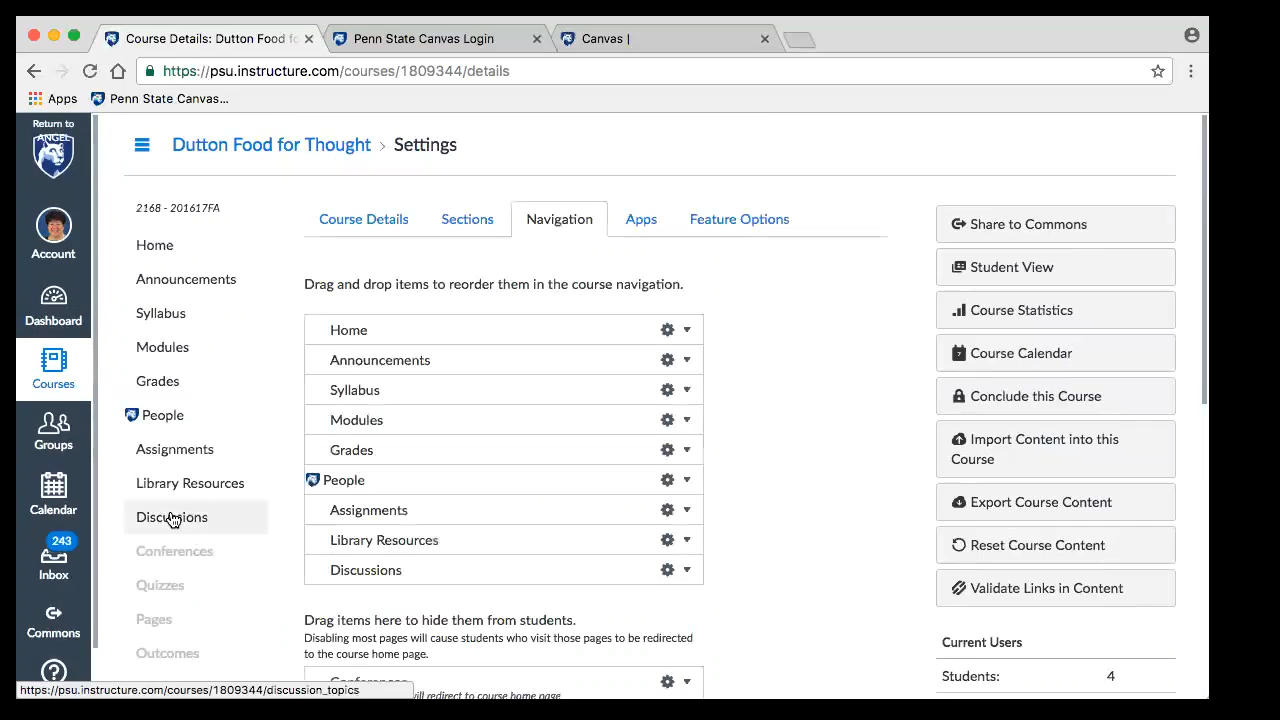 Course Details: Dutton Food fo
Penn State Canvas Login
Canvas |
https://psu.instructure.com/courses/1809344/details
Apps
Penn State Canvas...
Return to
ANGEL
Account
Dashboard
Courses
Groups
Calendar
243
Inbox
Commons
Dutton Food for Thought > Settings
2168 - 201617FA
Home
Announcements
Syllabus
Modules
Grades
People
Assignments
Library Resources
Discussions
Conferences
Quizzes
Pages
Outcomes
Course Details
Sections
Navigation
Apps
Feature Options
Drag and drop items to reorder them in the course navigation.
Home
Announcements
Syllabus
Modules
Grades
People
Assignments
Library Resources
Discussions
Drag items here to hide them from students.
Disabling most pages will cause students who visit those pages to be redirected
to the course home page.
Conferences
will redirect to course home page
Share to Commons
Student View
Course Statistics
Course Calendar
Conclude this Course
Import Content into this
Course
Export Course Content
Reset Course Content
Validate Links in Content
Current Users
Students: 4
https://psu.instructure.com/courses/1809344/discussion_topics